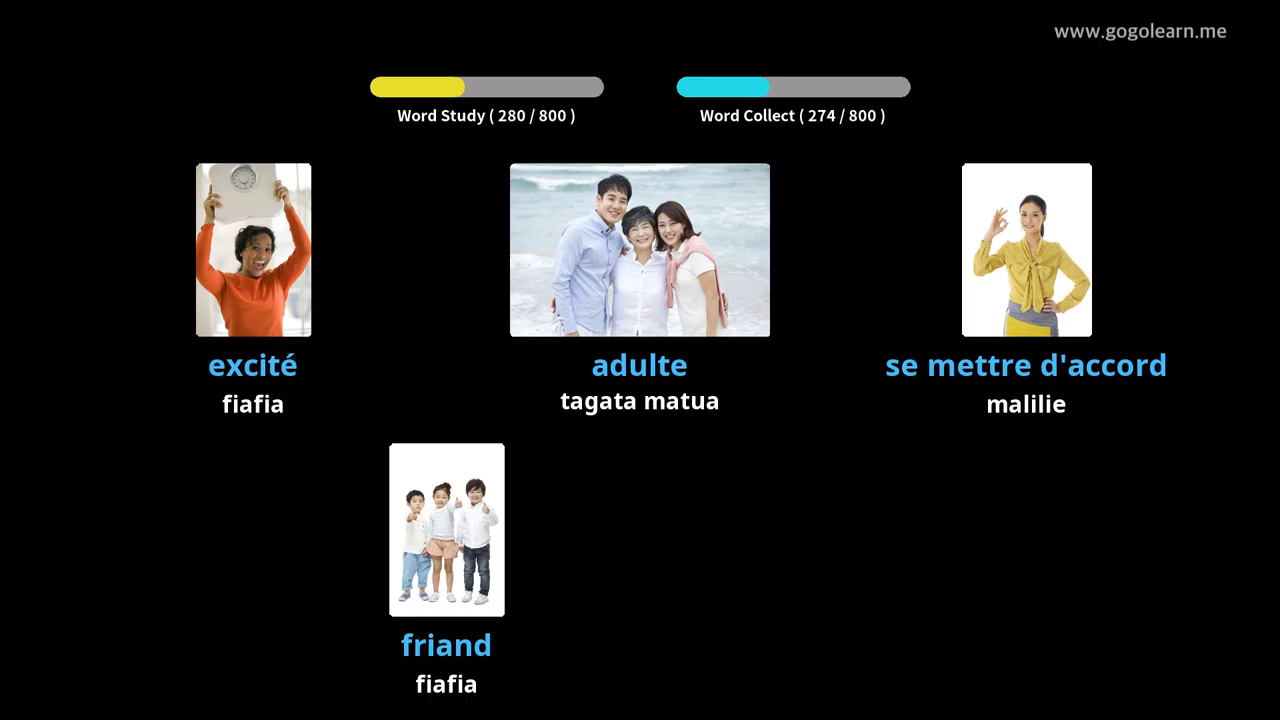 www.gogolearn.me
Word Study ( 280 / 800 )
Word Collect ( 274 / 800 )
excité
fiafia
adulte
tagata matua
se mettre d'accord
malilie
friand
fiafia